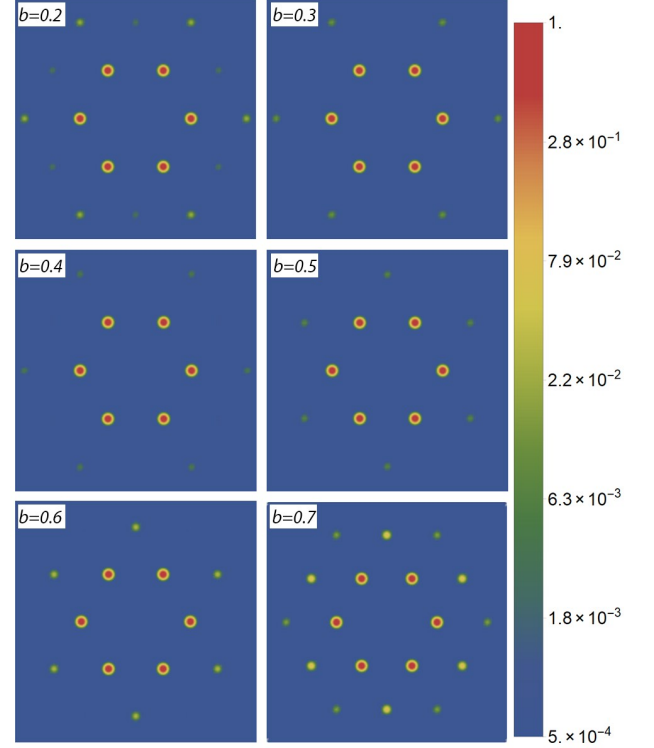 b=0.2
b=0.3
b=0.4
b=0.5
b=0.6
b=0.7
1.
2.8 × 10⁻¹
7.9 × 10⁻²
2.2 × 10⁻²
6.3 × 10⁻³
1.8 × 10⁻³
5. × 10⁻⁴